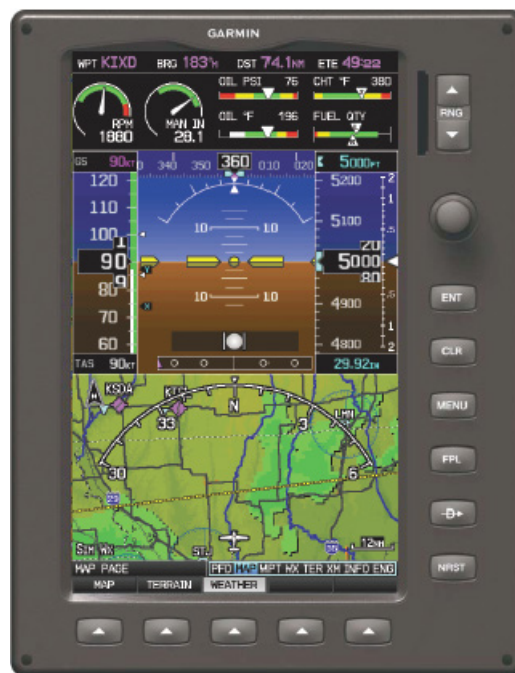 GARMIN
WPT KIXD BRG 183°M DST 74.1NM ETE 49:22
OIL PSI 76 CHT °F 380
RPM 1880 MAN IN 28.1
OIL °F 196 FUEL QTY
GS 90KT 340 350 360 010 020 5000FT
120 5200 2
110 10 10 5100
100
90 5000
80
70 10 10 4900
60 4800 2
TAS 90KT 29.92IN
KSDA
N
33 3 LMN
30 6
SIM WX STJ 12NM
MAP PAGE PFD MAP MPT WX TER XM INFO ENG
MAP TERRAIN WEATHER
RNG
ENT
CLR
MENU
FPL
D
NRST